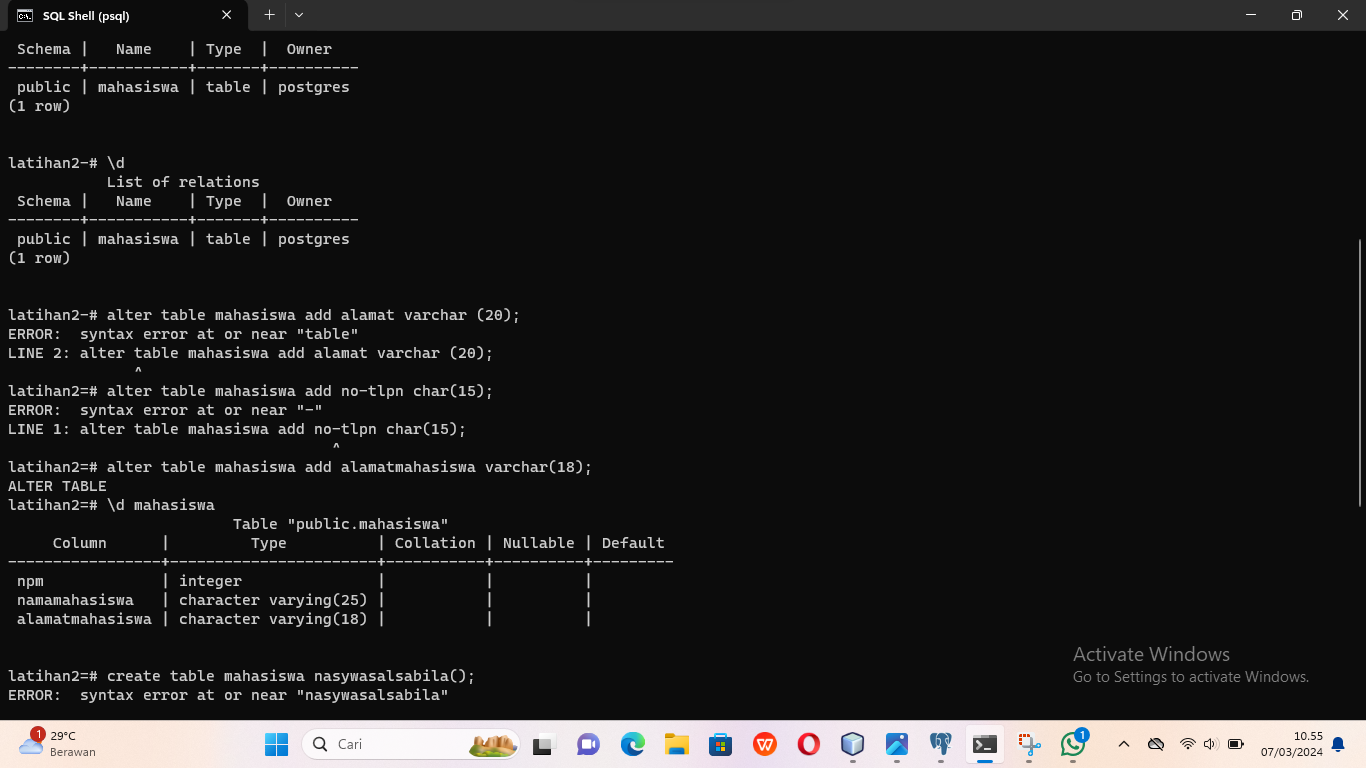 SQL Shell (psql)
 Schema |   Name    | Type  |  Owner
--------+-----------+-------+----------
 public | mahasiswa | table | postgres
(1 row)
latihan2-# \d
           List of relations
 Schema |   Name    | Type  |  Owner
--------+-----------+-------+----------
 public | mahasiswa | table | postgres
(1 row)
latihan2-# alter table mahasiswa add alamat varchar (20);
ERROR:  syntax error at or near "table"
LINE 2: alter table mahasiswa add alamat varchar (20);
              ^
latihan2=# alter table mahasiswa add no-tlpn char(15);
ERROR:  syntax error at or near "-"
LINE 1: alter table mahasiswa add no-tlpn char(15);
                                    ^
latihan2=# alter table mahasiswa add alamatmahasiswa varchar(18);
ALTER TABLE
latihan2=# \d mahasiswa
                         Table "public.mahasiswa"
     Column      |         Type          | Collation | Nullable | Default
-----------------+-----------------------+-----------+----------+---------
 npm             | integer               |           |          |
 namamahasiswa   | character varying(25) |           |          |
 alamatmahasiswa | character varying(18) |           |          |
latihan2=# create table mahasiswa nasywasalsabila();
ERROR:  syntax error at or near "nasywasalsabila"
Activate Windows
Go to Settings to activate Windows.
1
29°C
Berawan
Cari
1
10.55
07/03/2024